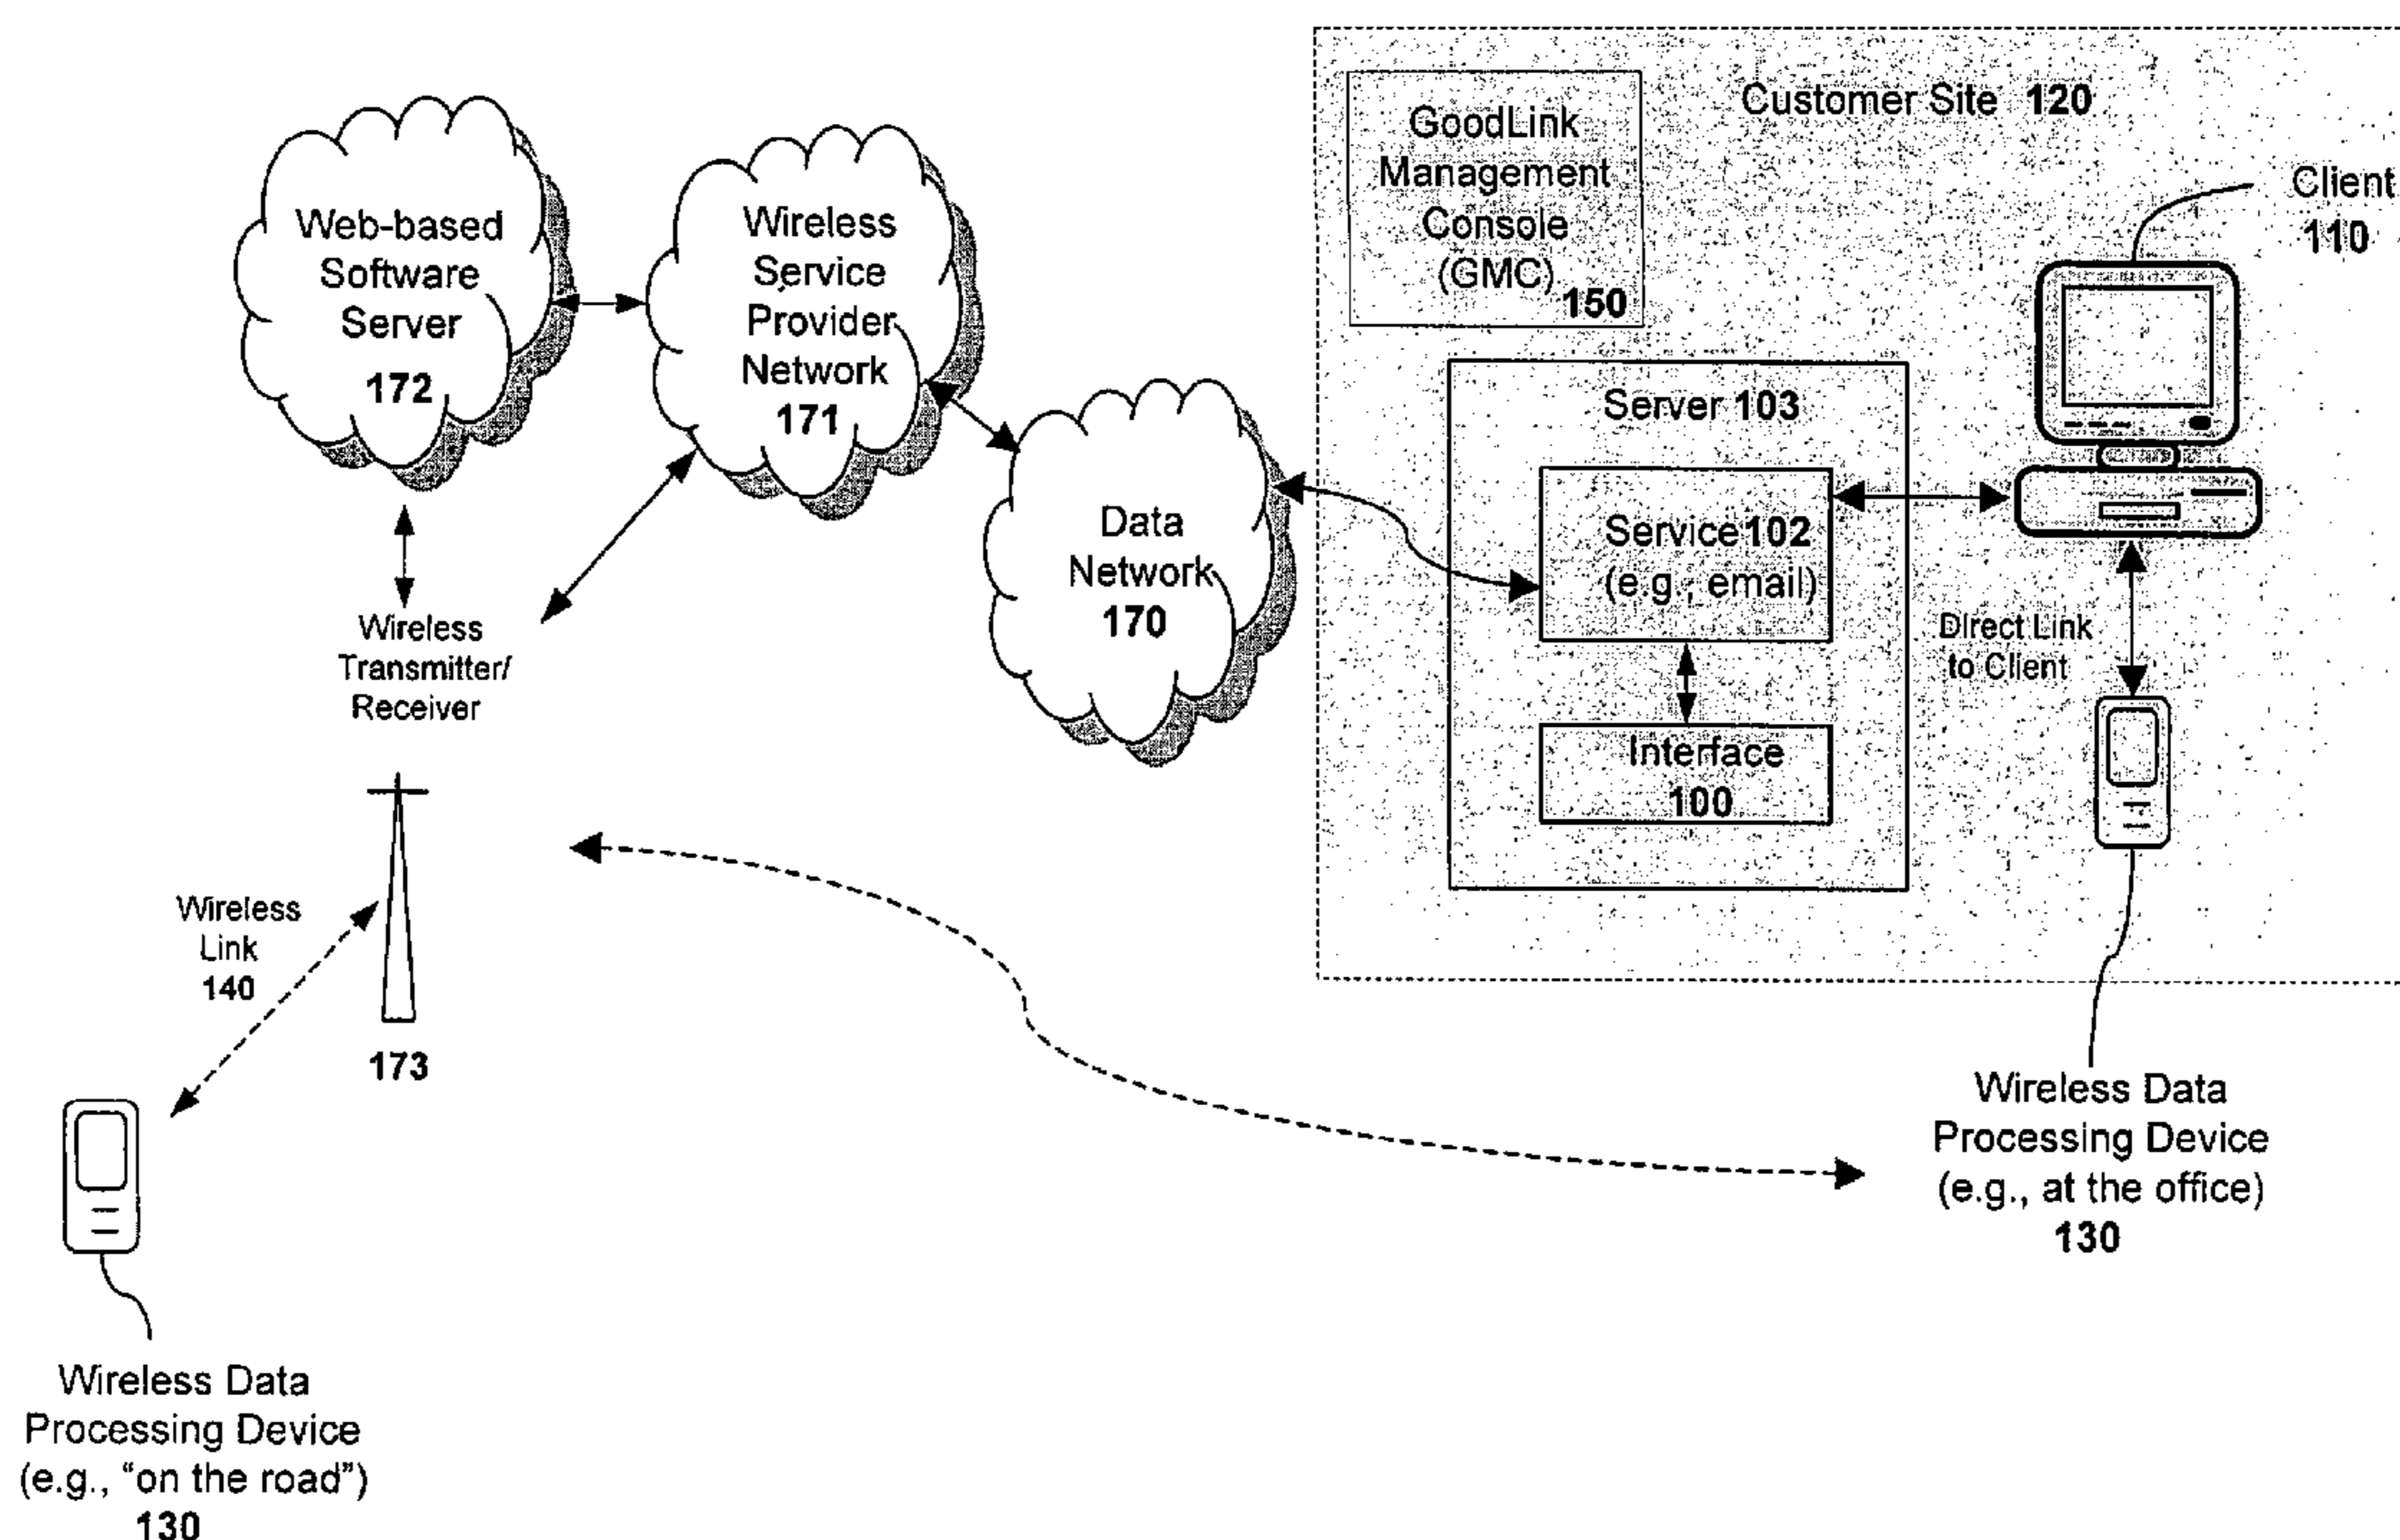 Web-based
Software
Server
172
Wireless
Service
Provider
Network
171
Data
Network
170
GoodLink
Management
Console
(GMC)
150
Customer Site 120
Client
110
Server 103
Service 102
(e.g., email)
Interface
100
Direct Link
to Client
Wireless
Transmitter/
Receiver
Wireless
Link
140
173
Wireless Data
Processing Device
(e.g., at the office)
130
Wireless Data
Processing Device
(e.g., “on the road”)
130